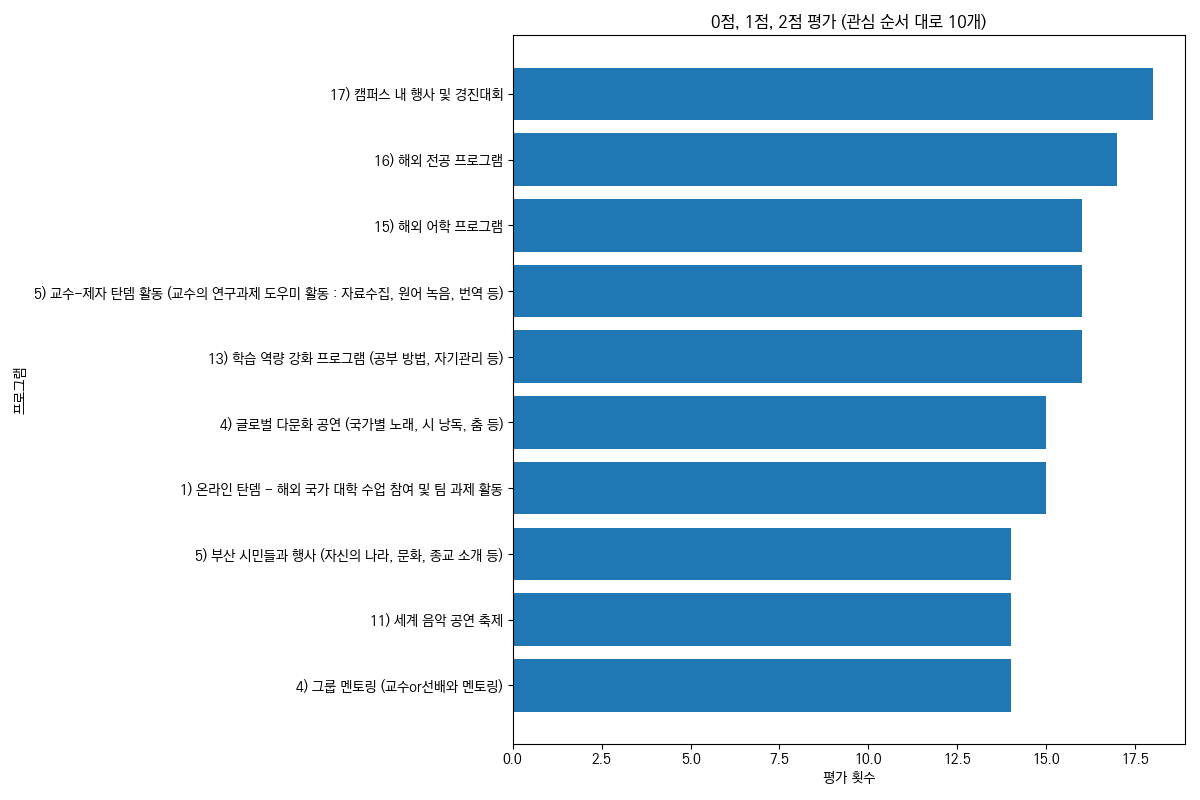 0점, 1점, 2점 평가 (관심 순서 대로 10개)
17) 캠퍼스 내 행사 및 경진대회
16) 해외 전공 프로그램
15) 해외 어학 프로그램
5) 교수-제자 탄뎀 활동 (교수의 연구과제 도우미 활동 : 자료수집, 원어 녹음, 번역 등)
13) 학습 역량 강화 프로그램 (공부 방법, 자기관리 등)
4) 글로벌 다문화 공연 (국가별 노래, 시 낭독, 춤 등)
1) 온라인 탄뎀 - 해외 국가 대학 수업 참여 및 팀 과제 활동
5) 부산 시민들과 행사 (자신의 나라, 문화, 종교 소개 등)
11) 세계 음악 공연 축제
4) 그룹 멘토링 (교수or선배와 멘토링)
프로그램
0.0 2.5 5.0 7.5 10.0 12.5 15.0 17.5
평가 횟수